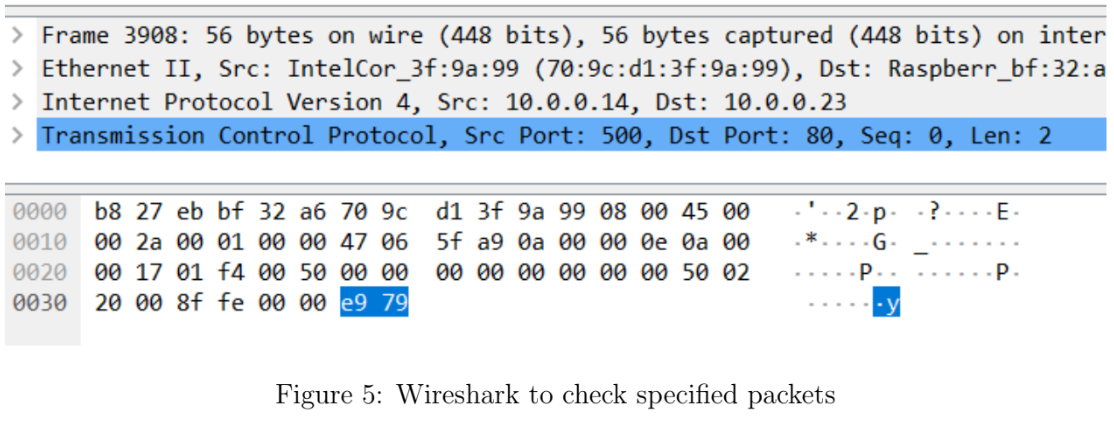 > Frame 3908: 56 bytes on wire (448 bits), 56 bytes captured (448 bits) on inter
> Ethernet II, Src: IntelCor_3f:9a:99 (70:9c:d1:3f:9a:99), Dst: Raspberr_bf:32:a
> Internet Protocol Version 4, Src: 10.0.0.14, Dst: 10.0.0.23
> Transmission Control Protocol, Src Port: 500, Dst Port: 80, Seq: 0, Len: 2
0000 b8 27 eb bf 32 a6 70 9c d1 3f 9a 99 08 00 45 00 ·'··2·p· ·?····E·
0010 00 2a 00 01 00 00 47 06 5f a9 0a 00 00 0e 0a 00 ·*····G· _·······
0020 00 17 01 f4 00 50 00 00 00 00 00 00 00 00 50 02 ·····P·· ······P·
0030 20 00 8f fe 00 00 e9 79 ······y
Figure 5: Wireshark to check specified packets